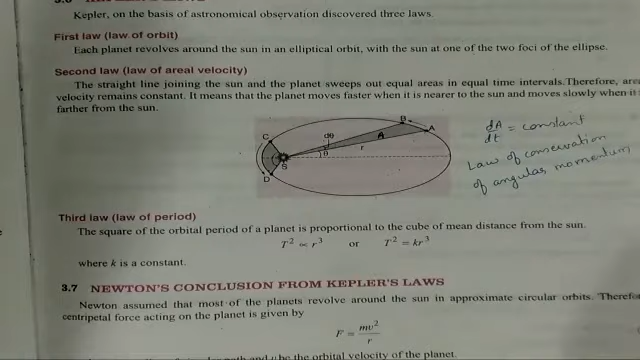 Kepler, on the basis of astronomical observation discovered three laws.
First law (law of orbit)
Each planet revolves around the sun in an elliptical orbit, with the sun at one of the two foci of the ellipse.
Second law (law of areal velocity)
The straight line joining the sun and the planet sweeps out equal areas in equal time intervals. Therefore, area
velocity remains constant. It means that the planet moves faster when it is nearer to the sun and moves slowly when it is
farther from the sun.
C
B
A
dθ
A
θ
r
S
D
dA/dt = constant
Law of conservation
of angular momentum
Third law (law of period)
The square of the orbital period of a planet is proportional to the cube of mean distance from the sun.
T² ∝ r³ or T² = kr³
where k is a constant.
3.7 NEWTON'S CONCLUSION FROM KEPLER'S LAWS
Newton assumed that most of the planets revolve around the sun in approximate circular orbits. Therefo
centripetal force acting on the planet is given by
F = mv²/r
be the orbital velocity of the planet.